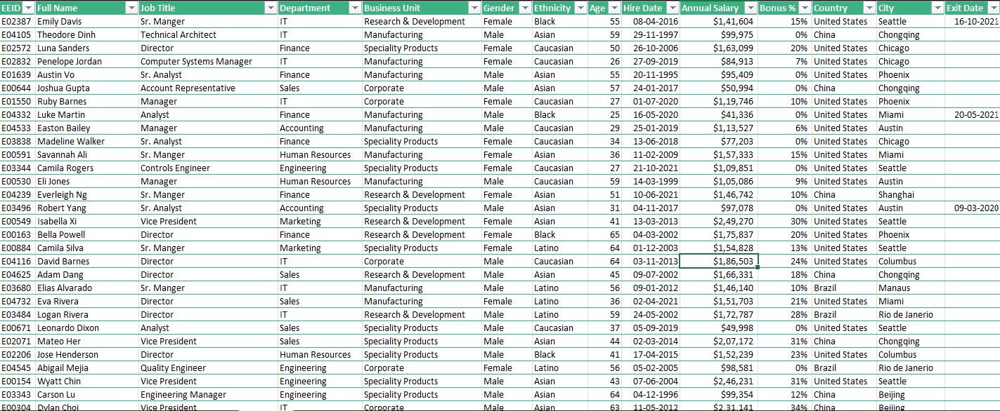 EEID Full Name Job Title Department Business Unit Gender Ethnicity Age Hire Date Annual Salary Bonus % Country City Exit Date
E02387 Emily Davis Sr. Manger IT Research & Development Female Black 55 08-04-2016 $1,41,604 15% United States Seattle 16-10-2021
E04105 Theodore Dinh Technical Architect IT Manufacturing Male Asian 59 29-11-1997 $99,975 0% China Chongqing
E02572 Luna Sanders Director Finance Speciality Products Female Caucasian 50 26-10-2006 $1,63,099 20% United States Chicago
E02832 Penelope Jordan Computer Systems Manager IT Manufacturing Female Caucasian 26 27-09-2019 $84,913 7% United States Chicago
E01639 Austin Vo Sr. Analyst Finance Manufacturing Male Asian 55 20-11-1995 $95,409 0% United States Phoenix
E00644 Joshua Gupta Account Representative Sales Corporate Male Asian 57 24-01-2017 $50,994 0% China Chongqing
E01550 Ruby Barnes Manager IT Corporate Female Caucasian 27 01-07-2020 $1,19,746 10% United States Phoenix
E04332 Luke Martin Analyst Finance Manufacturing Male Black 25 16-05-2020 $41,336 0% United States Miami 20-05-2021
E04533 Easton Bailey Manager Accounting Manufacturing Male Caucasian 29 25-01-2019 $1,13,527 6% United States Austin
E03838 Madeline Walker Sr. Analyst Finance Speciality Products Female Caucasian 34 13-06-2018 $77,203 0% United States Chicago
E00591 Savannah Ali Sr. Manger Human Resources Manufacturing Female Asian 36 11-02-2009 $1,57,333 15% United States Miami
E03344 Camila Rogers Controls Engineer Engineering Speciality Products Female Caucasian 27 21-10-2021 $1,09,851 0% United States Seattle
E00530 Eli Jones Manager Human Resources Manufacturing Male Caucasian 59 14-03-1999 $1,05,086 9% United States Austin
E04239 Everleigh Ng Sr. Manger Finance Research & Development Female Asian 51 10-06-2021 $1,46,742 10% China Shanghai
E03496 Robert Yang Sr. Analyst Accounting Speciality Products Male Asian 31 04-11-2017 $97,078 0% United States Austin 09-03-2020
E00549 Isabella Xi Vice President Marketing Research & Development Female Asian 41 13-03-2013 $2,49,270 30% United States Seattle
E00163 Bella Powell Director Finance Research & Development Female Black 65 04-03-2002 $1,75,837 20% United States Phoenix
E00884 Camila Silva Sr. Manger Marketing Speciality Products Female Latino 64 01-12-2003 $1,54,828 13% United States Seattle
E04116 David Barnes Director IT Corporate Male Caucasian 64 03-11-2013 $1,86,503 24% United States Columbus
E04625 Adam Dang Director Sales Research & Development Male Asian 45 09-07-2002 $1,66,331 18% China Chongqing
E03680 Elias Alvarado Sr. Manger IT Manufacturing Male Latino 56 09-01-2012 $1,46,140 10% Brazil Manaus
E04732 Eva Rivera Director Sales Manufacturing Female Latino 36 02-04-2021 $1,51,703 21% United States Miami
E03484 Logan Rivera Director IT Research & Development Male Latino 59 24-05-2002 $1,72,787 28% Brazil Rio de Janerio
E00671 Leonardo Dixon Analyst Sales Speciality Products Male Caucasian 37 05-09-2019 $49,998 0% United States Seattle
E02071 Mateo Her Vice President Sales Speciality Products Male Asian 44 02-03-2014 $2,07,172 31% China Chongqing
E02206 Jose Henderson Director Human Resources Speciality Products Male Black 41 17-04-2015 $1,52,239 23% United States Columbus
E04545 Abigail Mejia Quality Engineer Engineering Corporate Female Latino 56 05-02-2005 $98,581 0% Brazil Rio de Janerio
E00154 Wyatt Chin Vice President Engineering Speciality Products Male Asian 43 07-06-2004 $2,46,231 31% United States Seattle
E03343 Carson Lu Engineering Manager Engineering Speciality Products Male Asian 64 04-12-1996 $99,354 12% China Beijing
E00304 Dylan Choi Vice President IT Corporate Male Asian 63 11-05-2012 $2,31,141 34% China Beijing